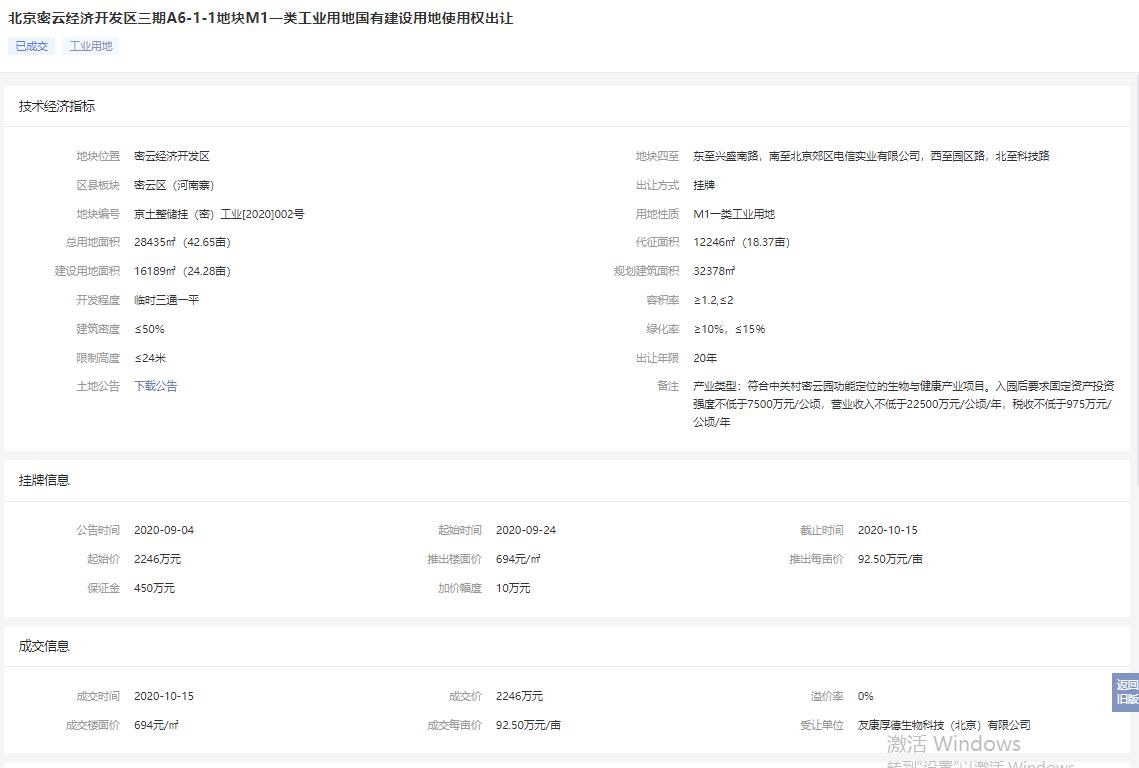 北京密云经济开发区三期A6-1-1地块M1一类工业用地国有建设用地使用权出让
已成交 工业用地
技术经济指标
地块位置 密云经济开发区 地块四至 东至兴盛南路，南至北京郊区电信实业有限公司，西至园区路，北至科技路
区县板块 密云区（河南寨） 出让方式 挂牌
地块编号 京土整储挂（密）工业[2020]002号 用地性质 M1一类工业用地
总用地面积 28435㎡（42.65亩） 代征面积 12246㎡（18.37亩）
建设用地面积 16189㎡（24.28亩） 规划建筑面积 32378㎡
开发程度 临时三通一平 容积率 ≥1.2,≤2
建筑密度 ≤50% 绿化率 ≥10%，≤15%
限制高度 ≤24米 出让年限 20年
土地公告 下载公告 备注 产业类型：符合中关村密云园功能定位的生物与健康产业项目。入园后要求固定资产投资
强度不低于7500万元/公顷，营业收入不低于22500万元/公顷/年，税收不低于975万元/
公顷/年
挂牌信息
公告时间 2020-09-04 起始时间 2020-09-24 截止时间 2020-10-15
起始价 2246万元 推出楼面价 694元/㎡ 推出每亩价 92.50万元/亩
保证金 450万元 加价幅度 10万元
成交信息
返回
旧版
成交时间 2020-10-15 成交价 2246万元 溢价率 0%
成交楼面价 694元/㎡ 成交每亩价 92.50万元/亩 受让单位 友康厚德生物科技（北京）有限公司
激活 Windows
转到"设置"以激活 Windows